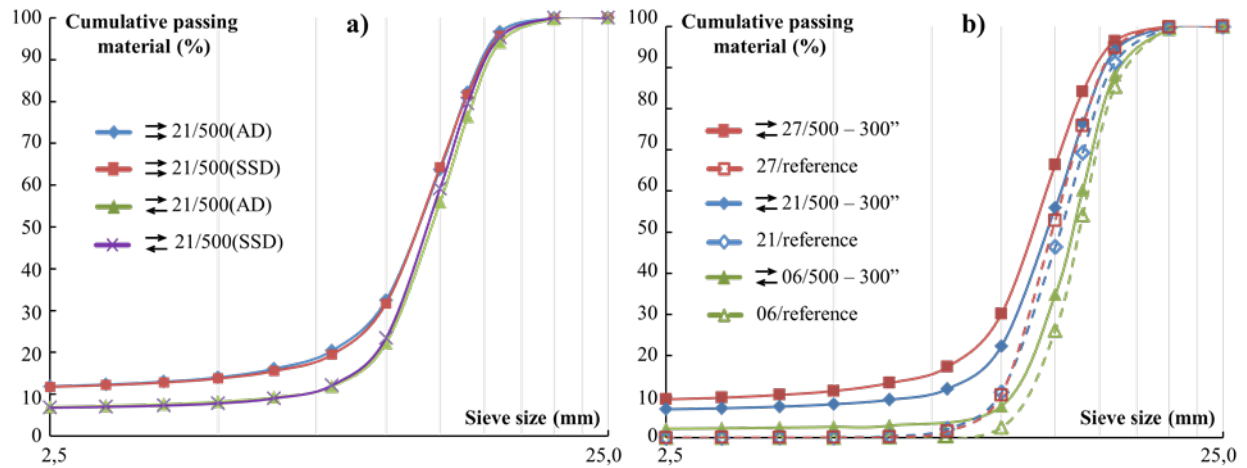 Cumulative passing
material (%)
a)
100
90
80
70
60
50
40
30
20
10
0
21/500(AD)
21/500(SSD)
21/500(AD)
21/500(SSD)
Sieve size (mm)
2,5
25,0
Cumulative passing
material (%)
b)
100
90
80
70
60
50
40
30
20
10
0
27/500 – 300”
27/reference
21/500 – 300”
21/reference
06/500 – 300”
06/reference
Sieve size (mm)
2,5
25,0